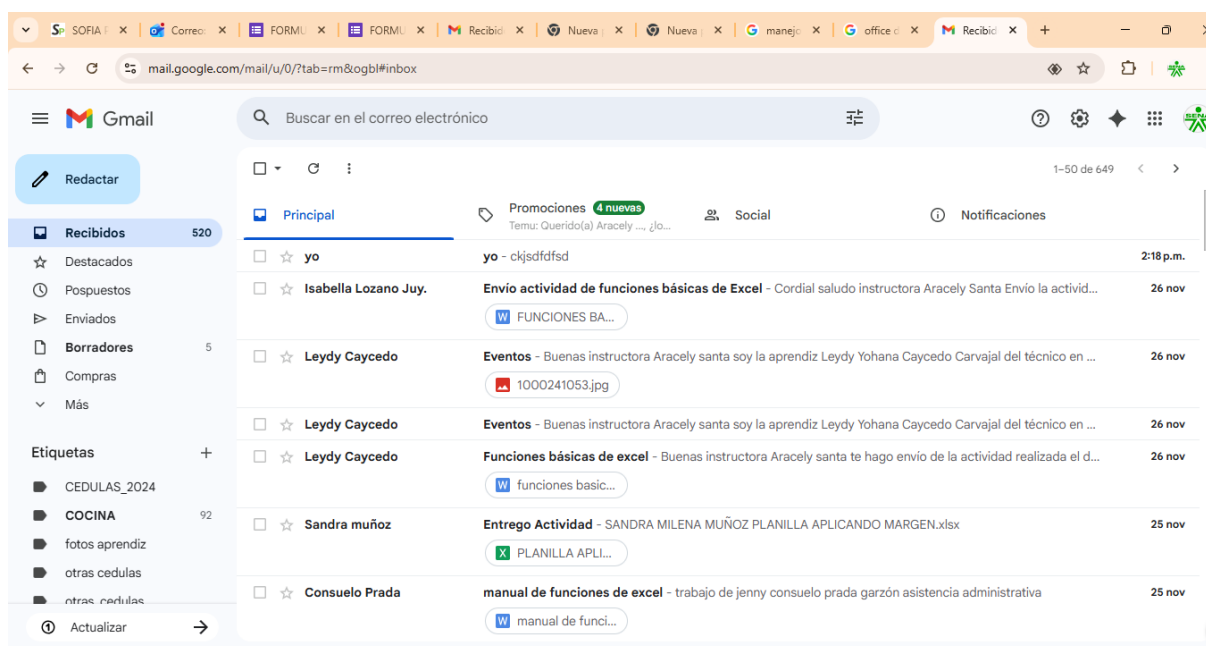 SOFIA F
Correo:
FORMU
FORMU
Recibid
Nueva p
Nueva p
manejo
office d
Recibid
mail.google.com/mail/u/0/?tab=rm&ogbl#inbox
Gmail
Buscar en el correo electrónico
SENA
Redactar
1–50 de 649
Principal
Promociones 4 nuevas
Temu: Querido(a) Aracely ..., ¿lo...
Social
Notificaciones
Recibidos 520
Destacados
Pospuestos
Enviados
Borradores 5
Compras
Más
Etiquetas
CEDULAS_2024
COCINA 92
fotos aprendiz
otras cedulas
otras_cedulas
Actualizar
yo yo - ckjsdfdfsd 2:18 p.m.
Isabella Lozano Juy. Envío actividad de funciones básicas de Excel - Cordial saludo instructora Aracely Santa Envío la activid... 26 nov
FUNCIONES BA...
Leydy Caycedo Eventos - Buenas instructora Aracely santa soy la aprendiz Leydy Yohana Caycedo Carvajal del técnico en ... 26 nov
1000241053.jpg
Leydy Caycedo Eventos - Buenas instructora Aracely santa soy la aprendiz Leydy Yohana Caycedo Carvajal del técnico en ... 26 nov
Leydy Caycedo Funciones básicas de excel - Buenas instructora Aracely santa te hago envío de la actividad realizada el d... 26 nov
funciones basic...
Sandra muñoz Entrego Actividad - SANDRA MILENA MUÑOZ PLANILLA APLICANDO MARGEN.xlsx 25 nov
PLANILLA APLI...
Consuelo Prada manual de funciones de excel - trabajo de jenny consuelo prada garzón asistencia administrativa 25 nov
manual de funci...